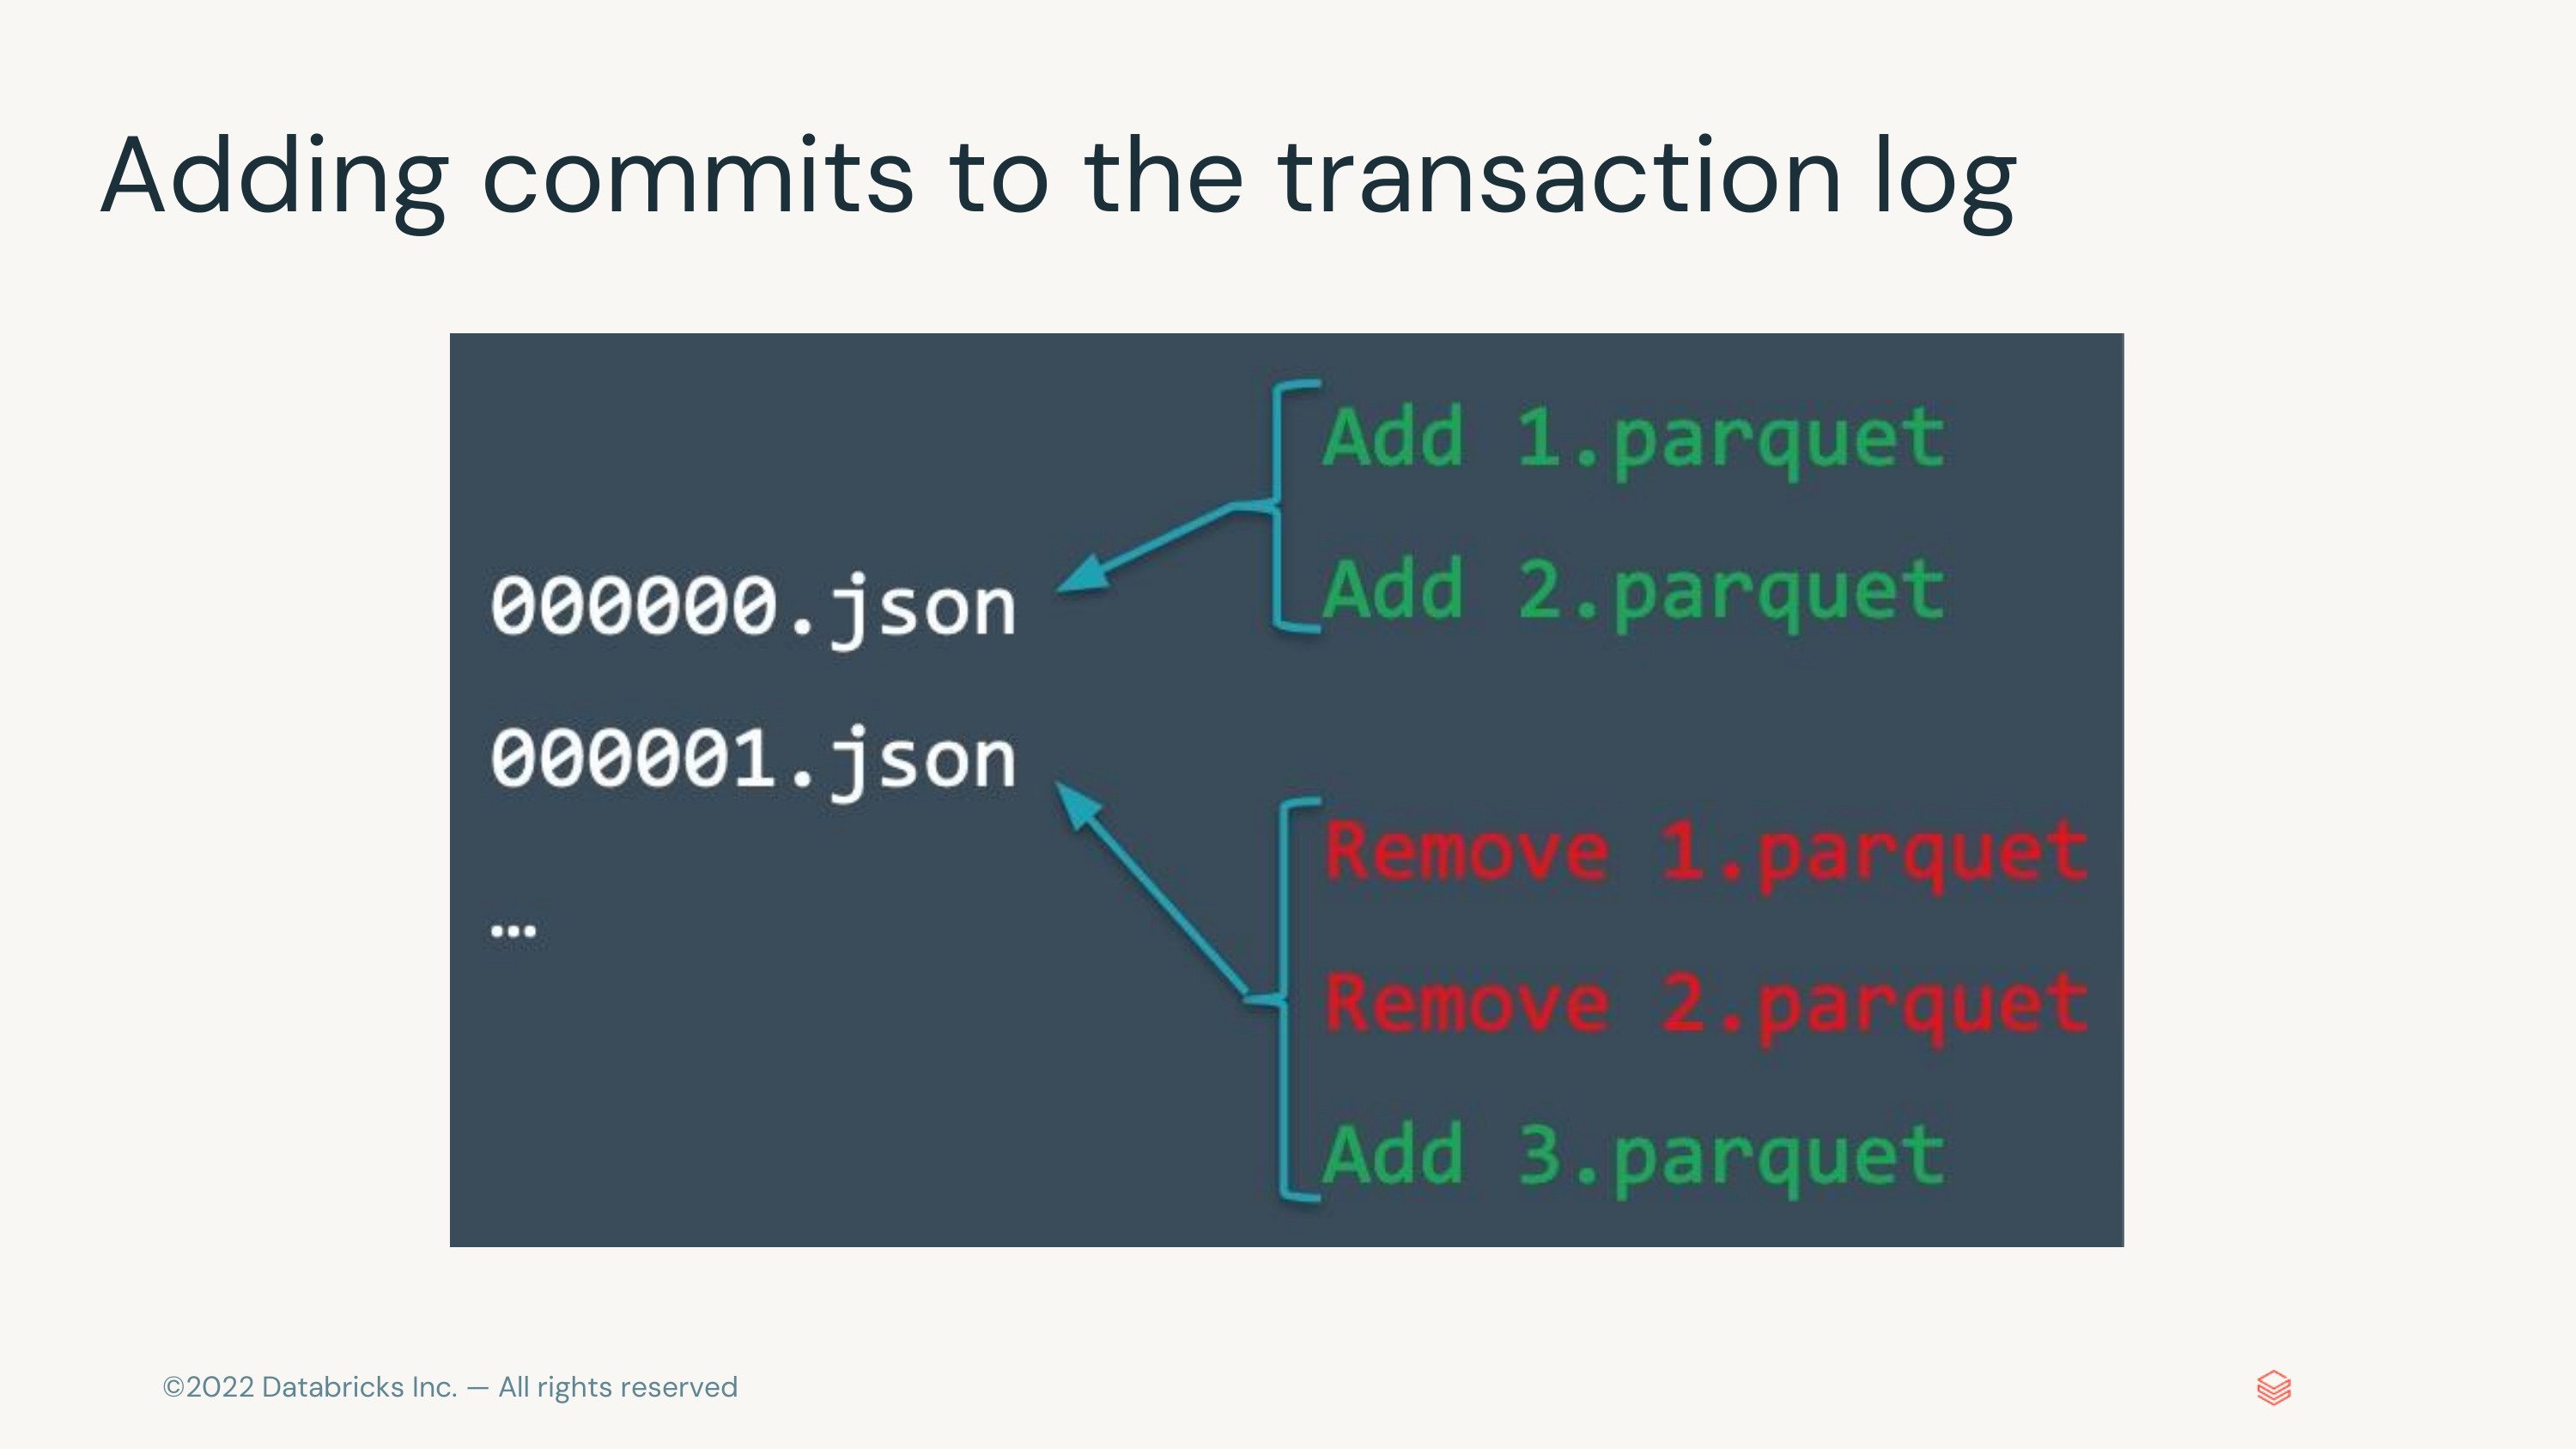 Adding commits to the transaction log
000000.json
000001.json
…
Add 1.parquet
Add 2.parquet
Remove 1.parquet
Remove 2.parquet
Add 3.parquet
©2022 Databricks Inc. — All rights reserved